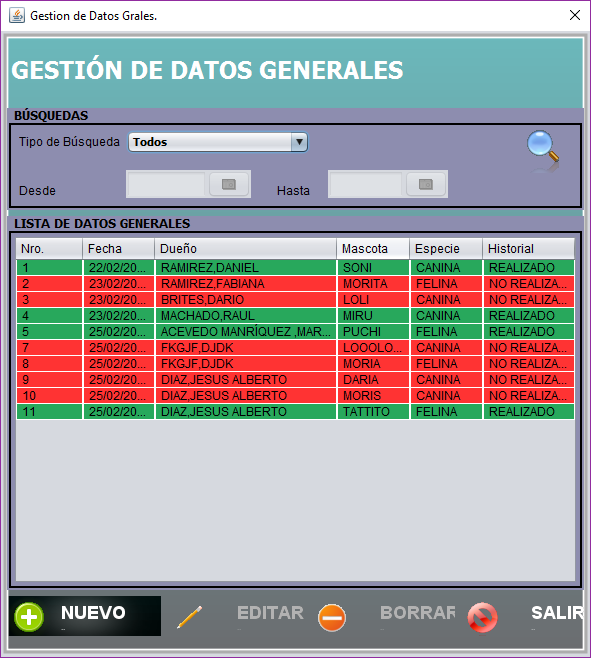 Gestion de Datos Grales.
GESTIÓN DE DATOS GENERALES
BÚSQUEDAS
Tipo de Búsqueda Todos
Desde Hasta
LISTA DE DATOS GENERALES
Nro. Fecha Dueño Mascota Especie Historial
1 22/02/20... RAMIREZ,DANIEL SONI CANINA REALIZADO
2 23/02/20... RAMIREZ,FABIANA MORITA FELINA NO REALIZA...
3 23/02/20... BRITES,DARIO LOLI CANINA NO REALIZA...
4 23/02/20... MACHADO,RAUL MIRU CANINA REALIZADO
5 25/02/20... ACEVEDO MANRÍQUEZ ,MAR... PUCHI FELINA REALIZADO
7 25/02/20... FKGJF,DJDK LOOOLO... CANINA NO REALIZA...
8 25/02/20... FKGJF,DJDK MORIA FELINA NO REALIZA...
9 25/02/20... DIAZ,JESUS ALBERTO DARIA CANINA NO REALIZA...
10 25/02/20... DIAZ,JESUS ALBERTO MORIS CANINA NO REALIZA...
11 25/02/20... DIAZ,JESUS ALBERTO TATTITO FELINA REALIZADO
NUEVO EDITAR BORRAR SALIR